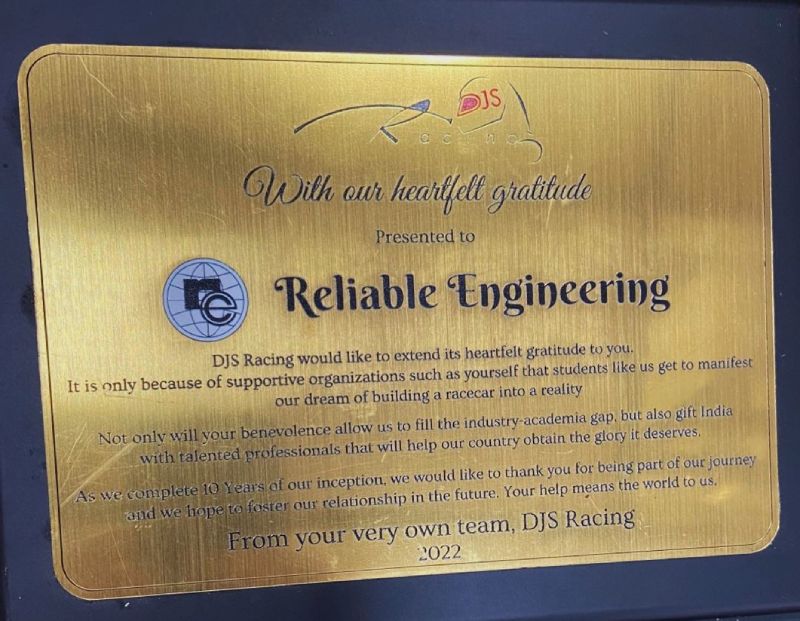 DJS
Racing
With our heartfelt gratitude
Presented to
re
Reliable Engineering
DJS Racing would like to extend its heartfelt gratitude to you.
It is only because of supportive organizations such as yourself that students like us get to manifest
our dream of building a racecar into a reality
Not only will your benevolence allow us to fill the industry-academia gap, but also gift India
with talented professionals that will help our country obtain the glory it deserves.
As we complete 10 Years of our inception, we would like to thank you for being part of our journey
and we hope to foster our relationship in the future. Your help means the world to us.
From your very own team, DJS Racing
2022